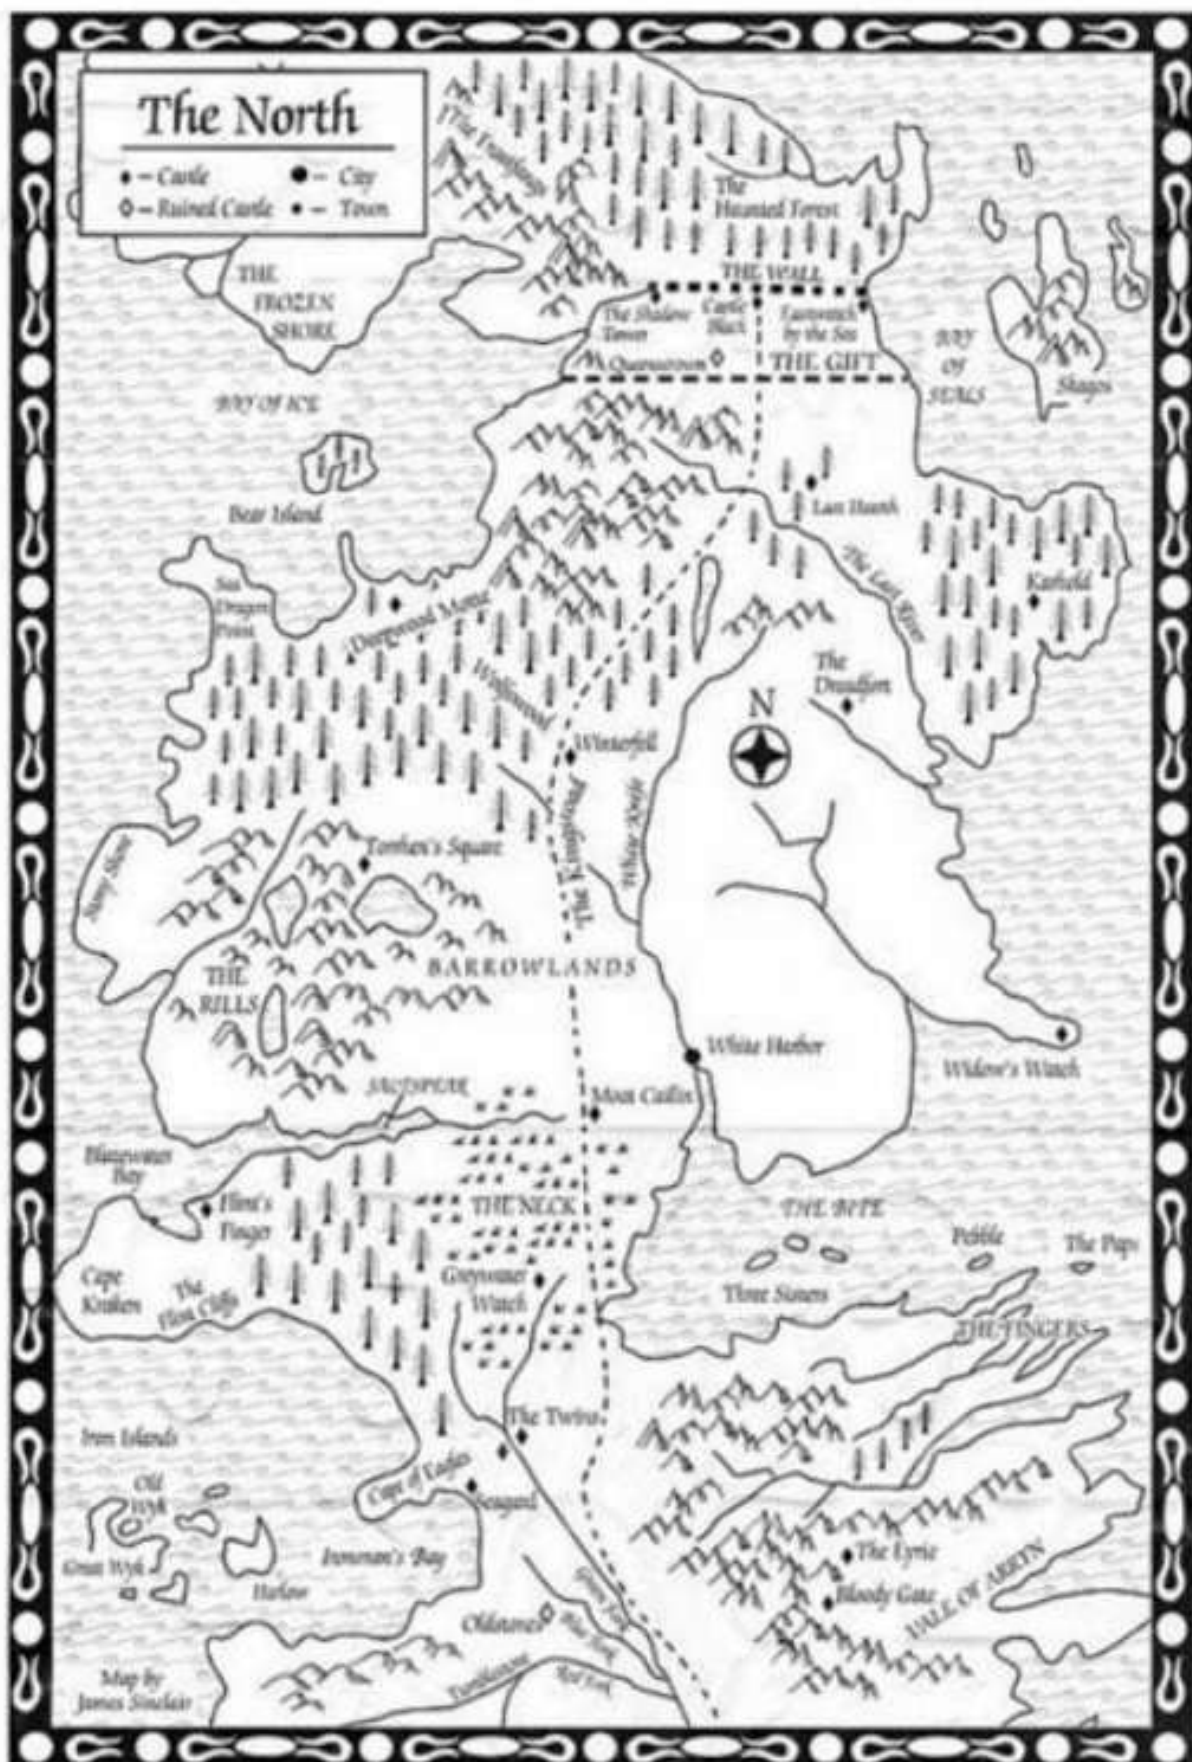 The North
– Castle
– City
– Ruined Castle
– Town
The Frostfangs
The
Haunted Forest
THE
FROZEN
SHORE
THE WALL
The Shadow
Tower
Castle
Black
Eastwatch
by the Sea
Queenscrown
THE GIFT
BAY
OF
SEALS
Skagos
BAY OF ICE
Bear Island
Last Hearth
The Last River
Karhold
Sea
Dragon
Point
Deepwood Motte
Wolfswood
The
Dreadfort
N
Winterfell
The Kingsroad
White Knife
Torrhen's Square
Stony Shore
BARROWLANDS
THE
RILLS
White Harbor
Widow's Watch
SALTSPEAR
Moat Cailin
Blazewater
Bay
Flint's
Finger
THE NECK
THE BITE
Pebble
The Paps
Cape
Kraken
The
Flint Cliffs
Greywater
Watch
Three Sisters
THE FINGERS
The Twins
Iron Islands
Cape of Eagles
Seagard
Old
Wyk
Great Wyk
Harlaw
Ironman's Bay
The Eyrie
Bloody Gate
VALE OF ARRYN
Oldstones
Green Fork
Blue Fork
Red Fork
Tumblestone
Map by
James Sinclair